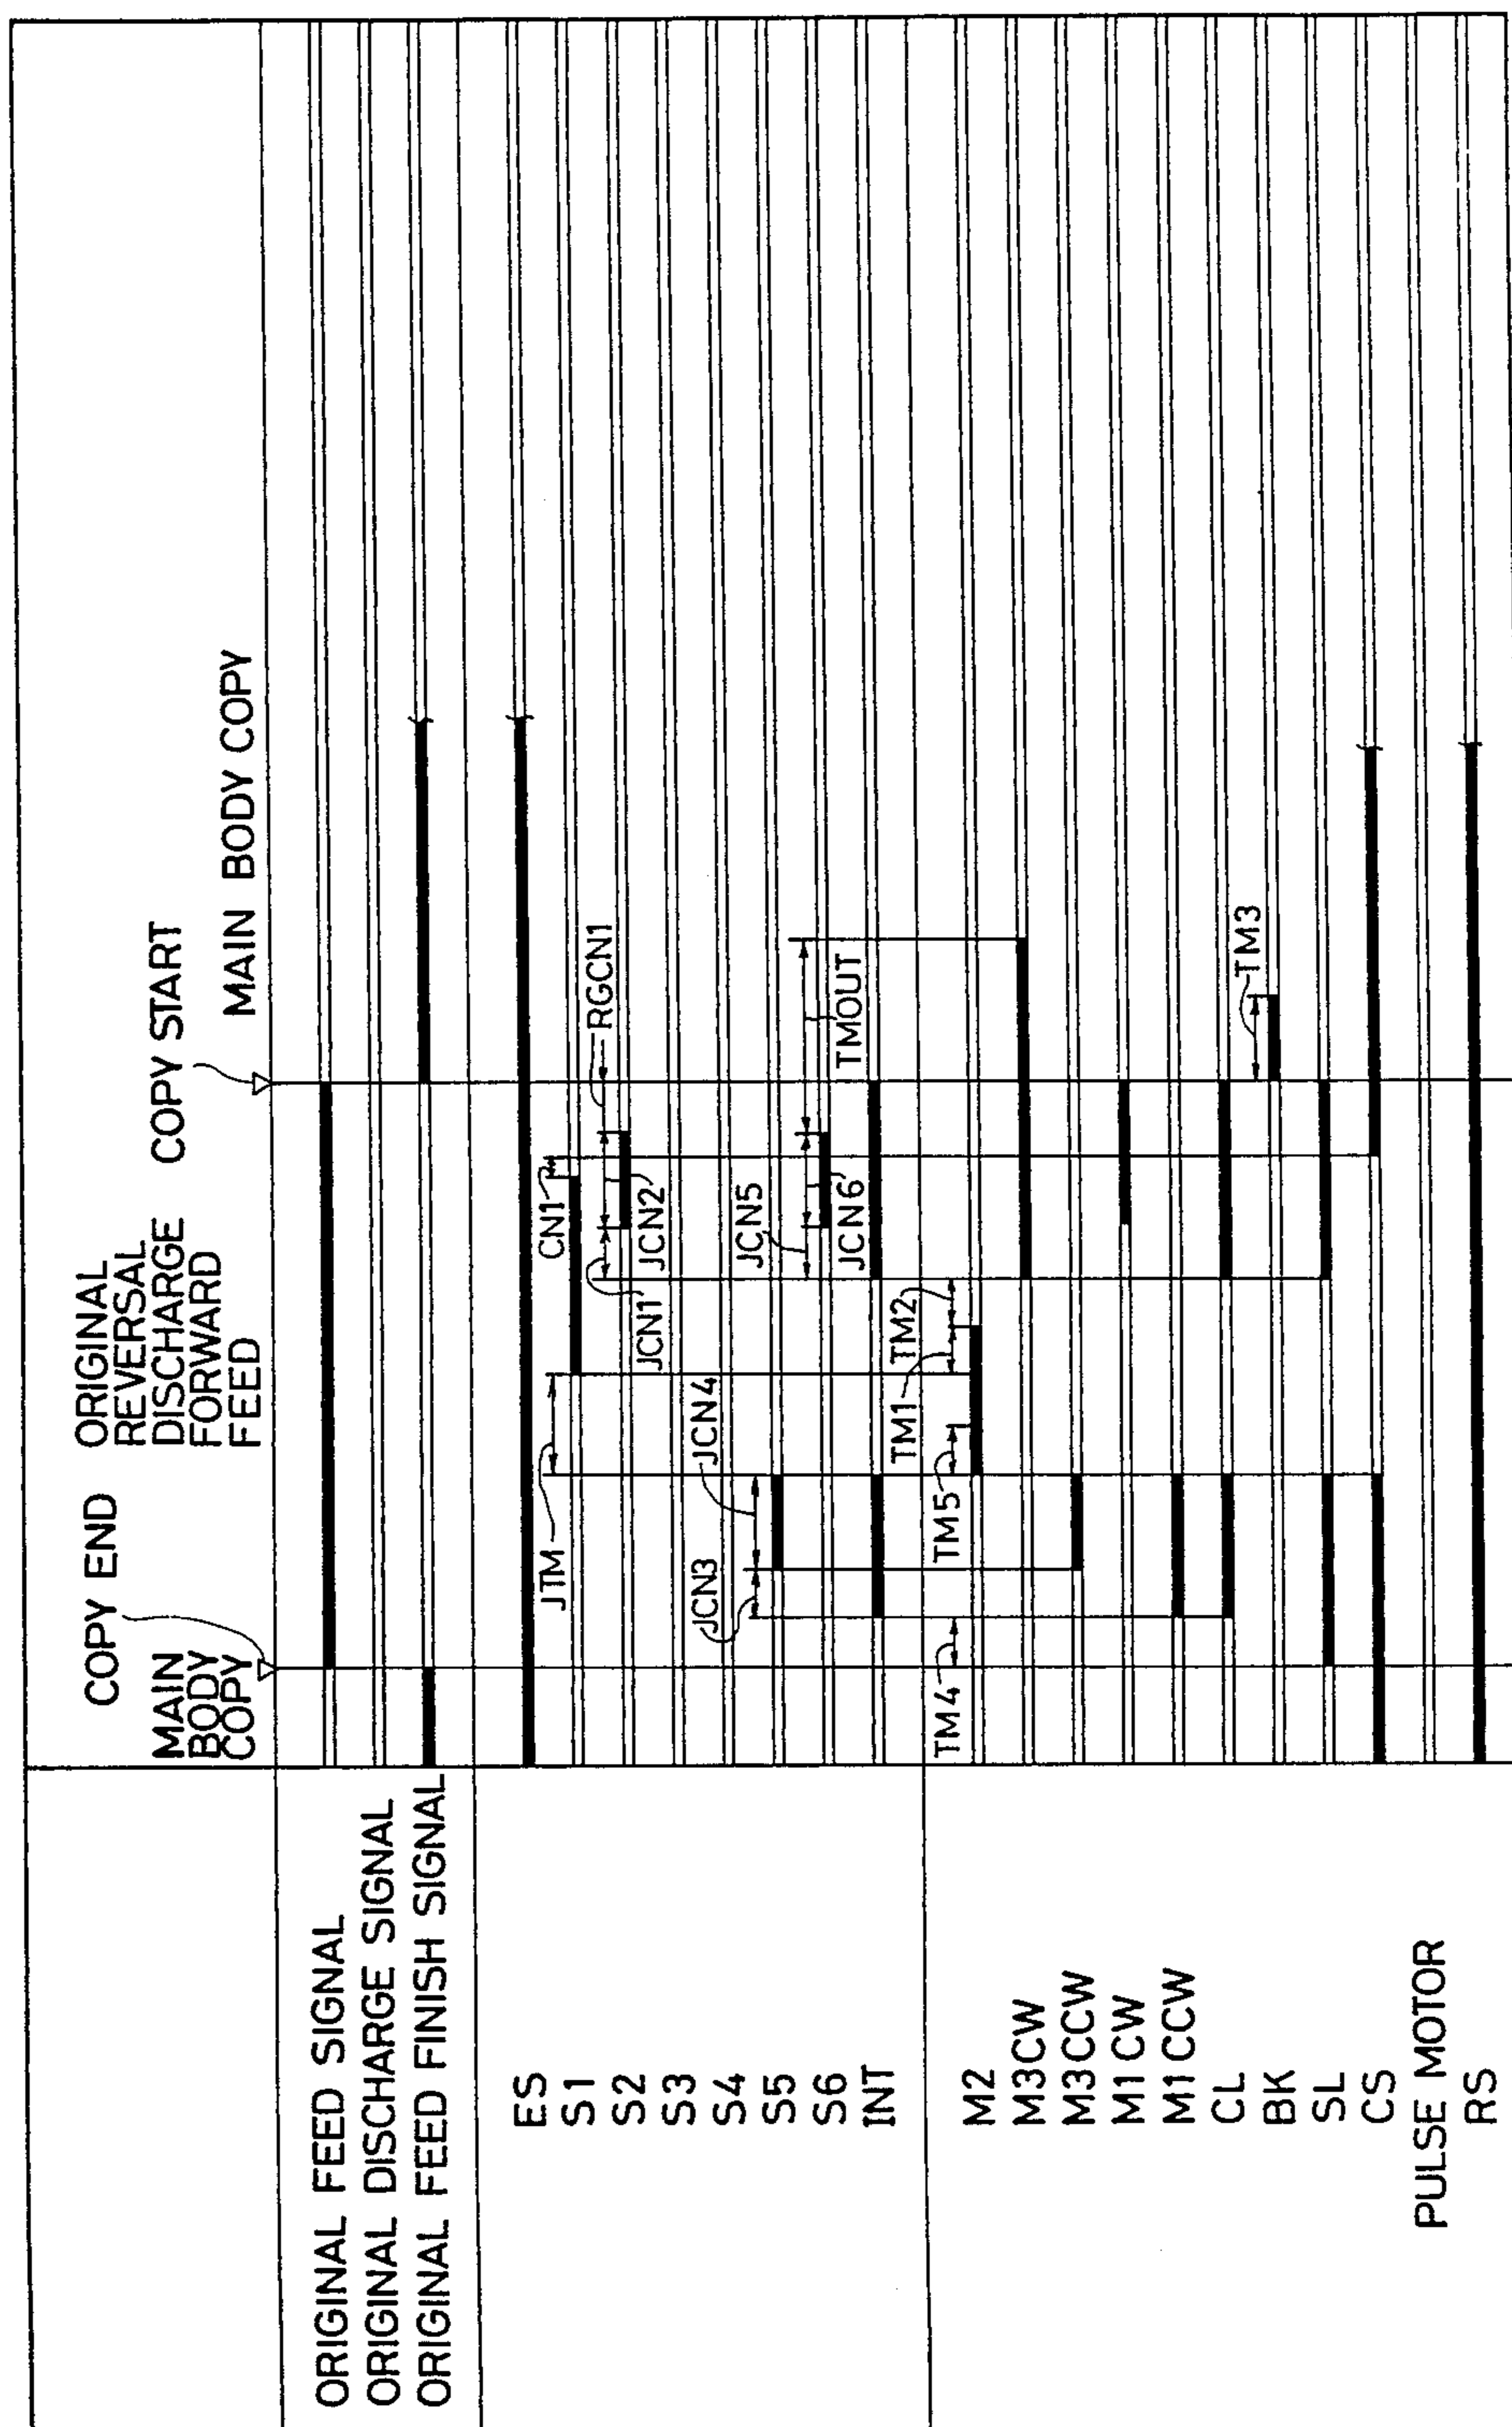 COPY END
MAIN
BODY
COPY
ORIGINAL
REVERSAL
DISCHARGE
FORWARD
FEED
COPY START
MAIN BODY COPY
ORIGINAL FEED SIGNAL
ORIGINAL DISCHARGE SIGNAL
ORIGINAL FEED FINISH SIGNAL
ES
S1
S2
S3
S4
S5
S6
INT
M2
M3CW
M3CCW
M1CW
M1CCW
CL
BK
SL
CS
PULSE MOTOR
RS
JTM
CN1
RGCN1
JCN1
JCN2
JCN3
JCN4
JCN5
JCN6
TMOUT
TM4
TM5
TM1
TM2
TM3